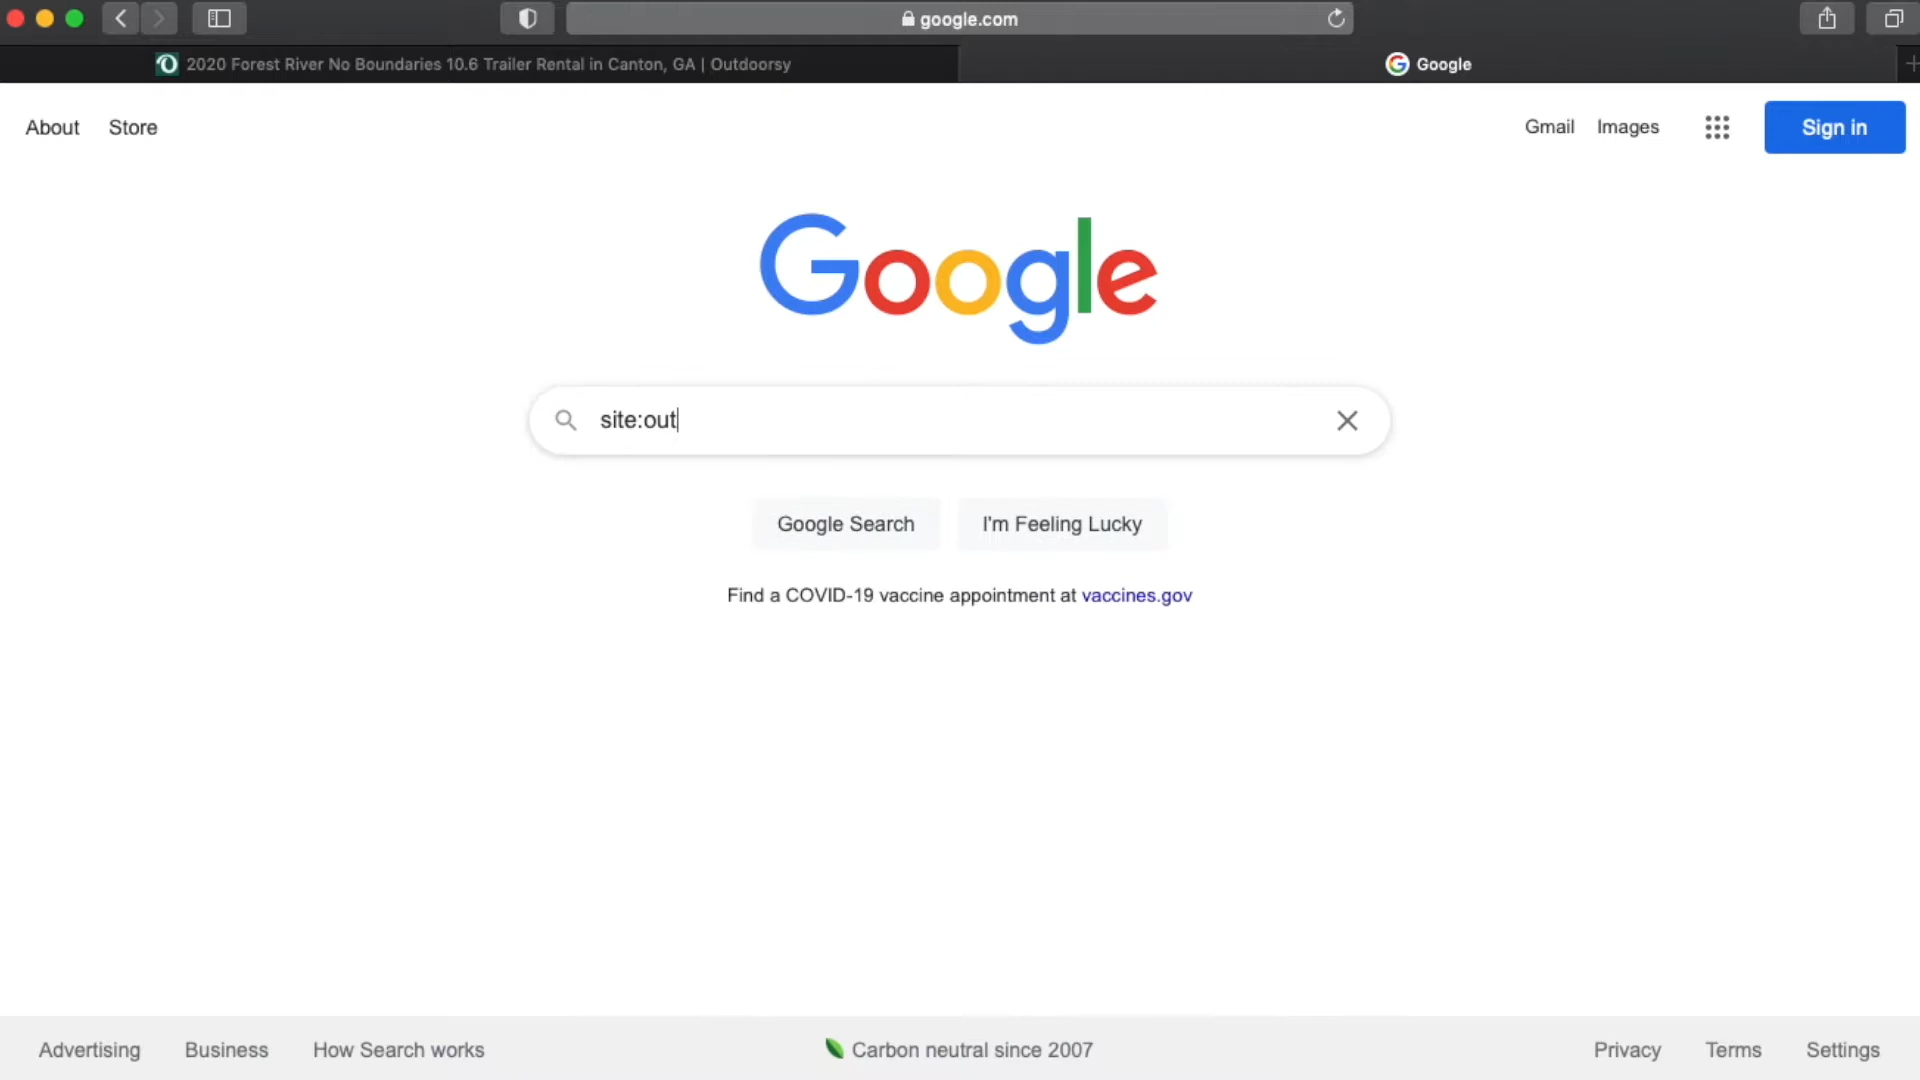 google.com
2020 Forest River No Boundaries 10.6 Trailer Rental in Canton, GA | Outdoorsy
Google
About Store
Gmail Images Sign in
Google
site:out
Google Search I'm Feeling Lucky
Find a COVID-19 vaccine appointment at vaccines.gov
Advertising Business How Search works Carbon neutral since 2007 Privacy Terms Settings